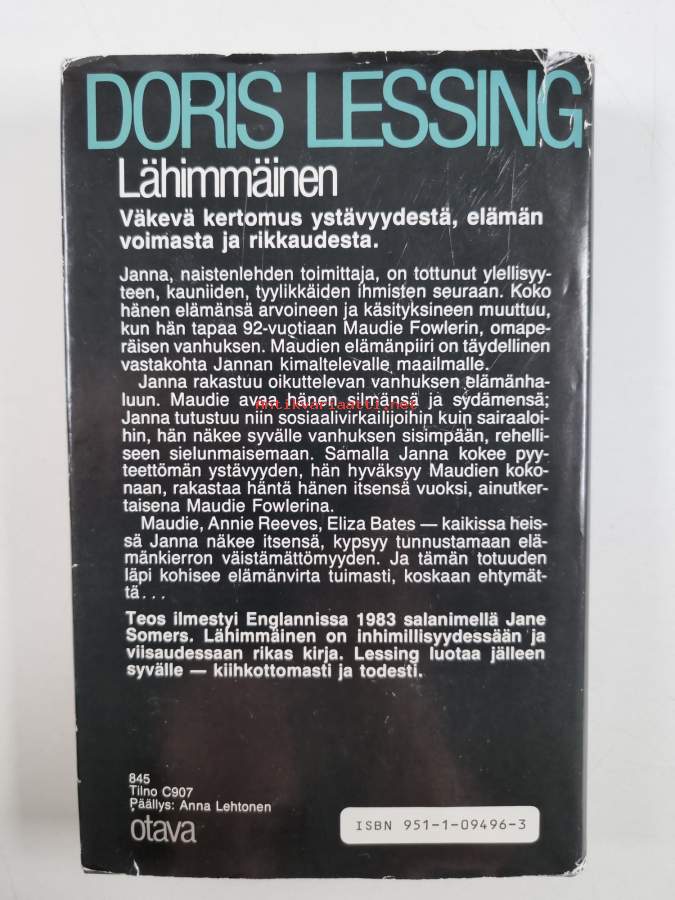 DORIS LESSING
Lähimmäinen
Väkevä kertomus ystävyydestä, elämän
voimasta ja rikkaudesta.
Janna, naistenlehden toimittaja, on tottunut ylellisyy-
teen, kauniiden, tyylikkäiden ihmisten seuraan. Koko
hänen elämänsä arvoineen ja käsityksineen muuttuu,
kun hän tapaa 92-vuotiaan Maudie Fowlerin, omape-
räisen vanhuksen. Maudien elämänpiiri on täydellinen
vastakohta Jannan kimaltelevalle maailmalle.
Janna rakastuu oikuttelevan vanhuksen elämänha-
luun. Maudie avaa hänen silmänsä ja sydämensä;
Antikvariaatti.net
Janna tutustuu niin sosiaalivirkailijoihin kuin sairaaloi-
hin, hän näkee syvälle vanhuksen sisimpään, rehelli-
seen sielunmaisemaan. Samalla Janna kokee pyy-
teettömän ystävyyden, hän hyväksyy Maudien koko-
naan, rakastaa häntä hänen itsensä vuoksi, ainutker-
taisena Maudie Fowlerina.
Maudie, Annie Reeves, Eliza Bates — kaikissa heis-
sä Janna näkee itsensä, kypsyy tunnustamaan elä-
mänkierron väistämättömyyden. Ja tämän totuuden
läpi kohisee elämänvirta tuimasti, koskaan ehtymät-
tä...
Teos ilmestyi Englannissa 1983 salanimellä Jane
Somers. Lähimmäinen on inhimillisyydessään ja
viisaudessaan rikas kirja. Lessing luotaa jälleen
syvälle — kiihkottomasti ja todesti.
845
Tilno C907
Päällys: Anna Lehtonen
otava
ISBN 951-1-09496-3